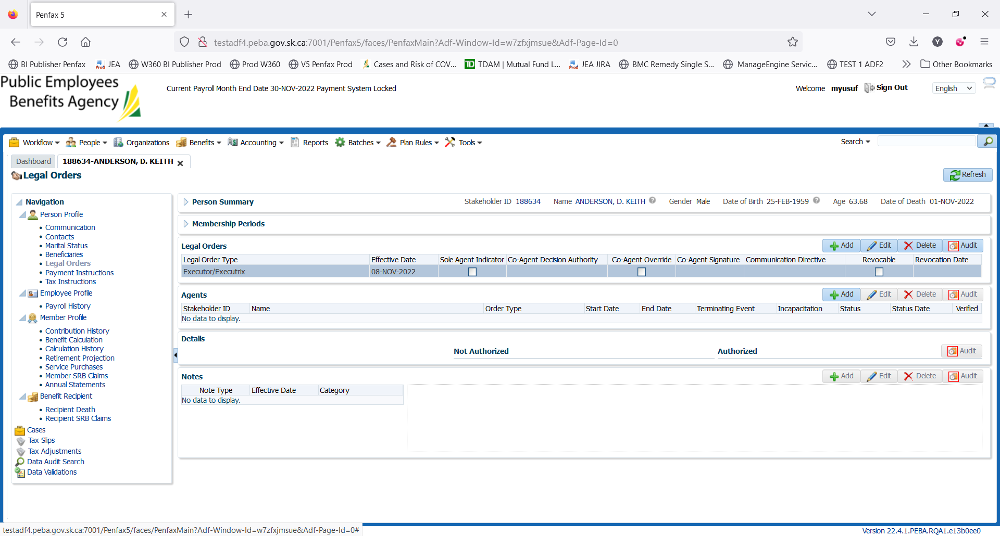 Penfax 5
testadf4.peba.gov.sk.ca:7001/Penfax5/faces/PenfaxMain?Adf-Window-Id=w7zfxjmsue&Adf-Page-Id=0
Y
BI Publisher Penfax
Prod JEA
W360 BI Publisher Prod
Prod W360
V5 Penfax Prod
Cases and Risk of COV...
TD TDAM | Mutual Fund L...
Prod JEA JIRA
BMC Remedy Single S...
ManageEngine Servic...
TEST 1 ADF2
Other Bookmarks
Public Employees
Benefits Agency
Current Payroll Month End Date 30-NOV-2022 Payment System Locked
Welcome myusuf Sign Out English
Workflow People Organizations Benefits Accounting Reports Batches Plan Rules Tools Search
Dashboard 188634-ANDERSON, D. KEITH
Legal Orders Refresh
Navigation
Person Profile
Communication
Contacts
Marital Status
Beneficiaries
Legal Orders
Payment Instructions
Tax Instructions
Employee Profile
Payroll History
Member Profile
Contribution History
Benefit Calculation
Calculation History
Retirement Projection
Service Purchases
Member SRB Claims
Annual Statements
Benefit Recipient
Recipient Death
Recipient SRB Claims
Cases
Tax Slips
Tax Adjustments
Data Audit Search
Data Validations
Person Summary Stakeholder ID 188634 Name ANDERSON, D. KEITH Gender Male Date of Birth 25-FEB-1959 Age 63.68 Date of Death 01-NOV-2022
Membership Periods
Legal Orders Add Edit Delete Audit
Legal Order Type Effective Date Sole Agent Indicator Co-Agent Decision Authority Co-Agent Override Co-Agent Signature Communication Directive Revocable Revocation Date
Executor/Executrix 08-NOV-2022
Agents Add Edit Delete Audit
Stakeholder ID Name Order Type Start Date End Date Terminating Event Incapacitation Status Status Date Verified
No data to display.
Details
Not Authorized Authorized Audit
Notes Add Edit Delete Audit
Note Type Effective Date Category
No data to display.
testadf4.peba.gov.sk.ca:7001/Penfax5/faces/PenfaxMain?Adf-Window-Id=w7zfxjmsue&Adf-Page-Id=0#
Version 22.4.1.PEBA.RQA1.e13b0ee0